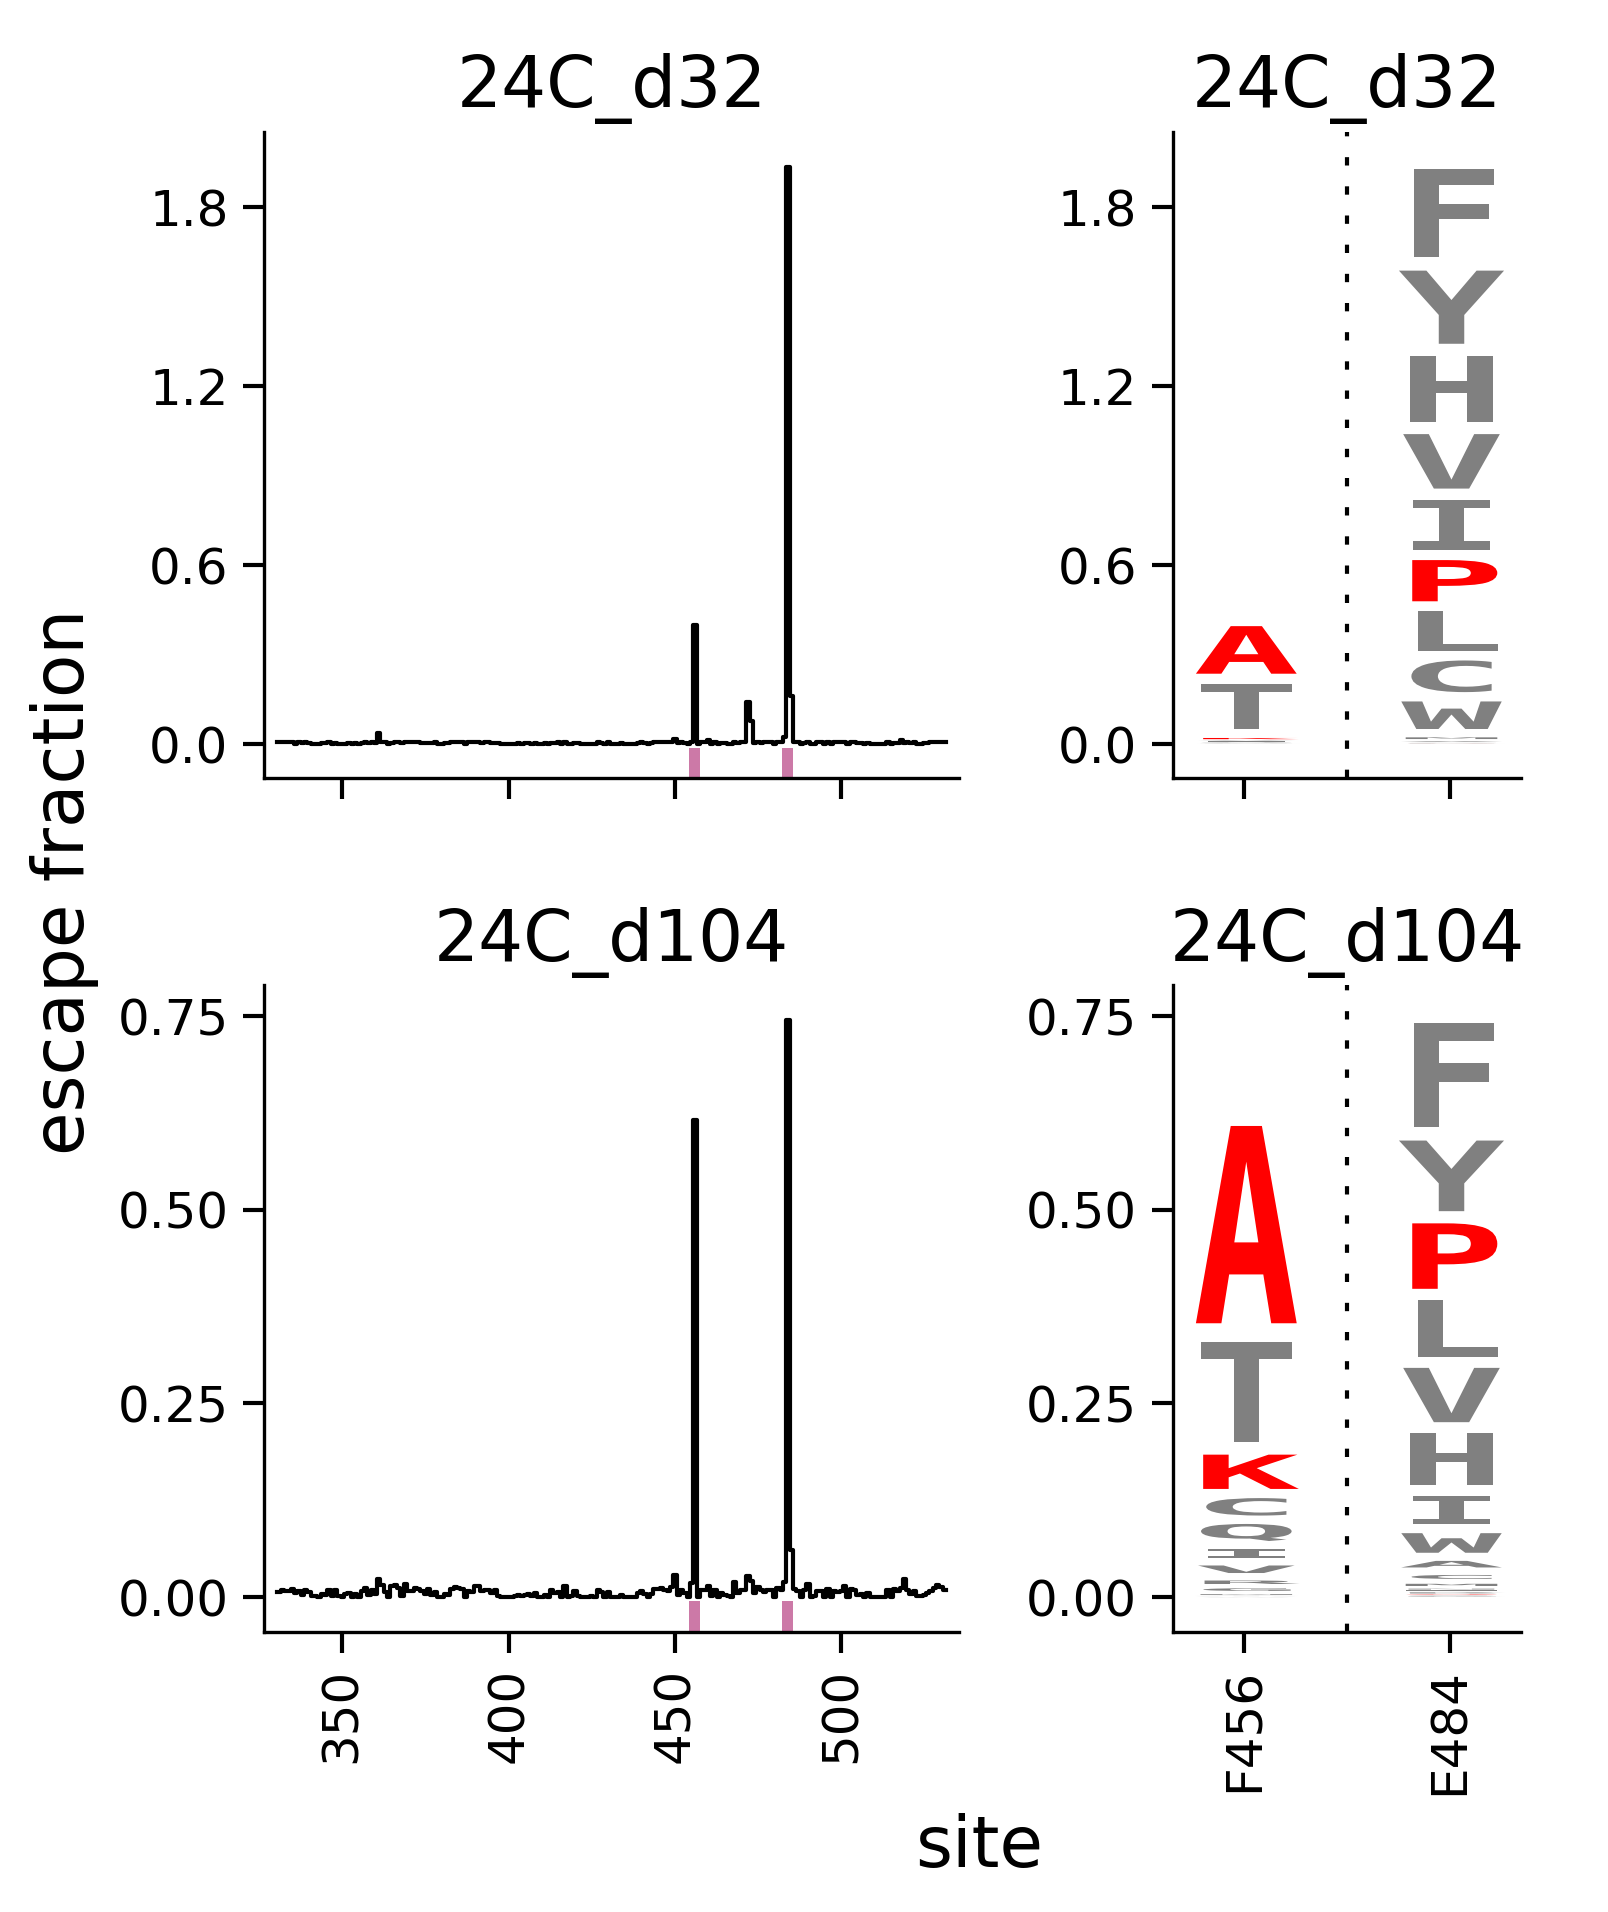 24C_d32
24C_d32
1.8
1.2
0.6
0.0
1.8
1.2
0.6
0.0
A
T
F
Y
H
V
I
P
L
C
W
escape fraction
24C_d104
24C_d104
0.75
0.50
0.25
0.00
0.75
0.50
0.25
0.00
A
T
K
C
Q
I
V
F
Y
P
L
V
H
I
W
350
400
450
500
F456
E484
site